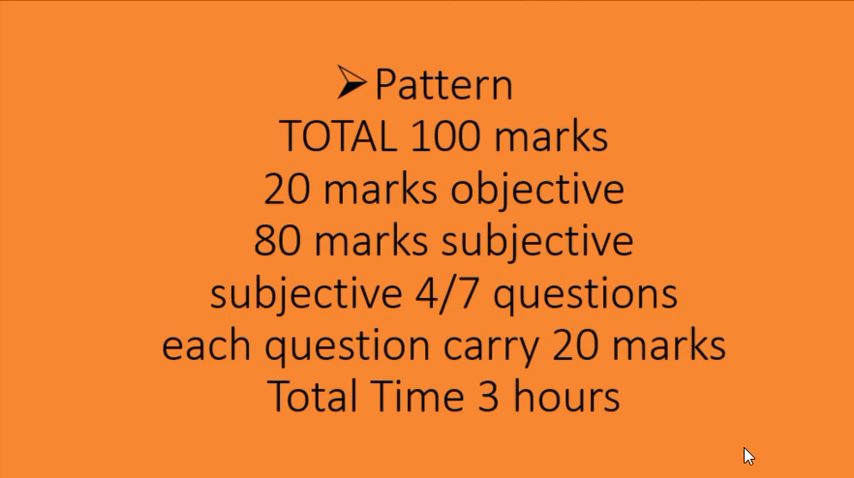 ➢Pattern
TOTAL 100 marks
20 marks objective
80 marks subjective
subjective 4/7 questions
each question carry 20 marks
Total Time 3 hours